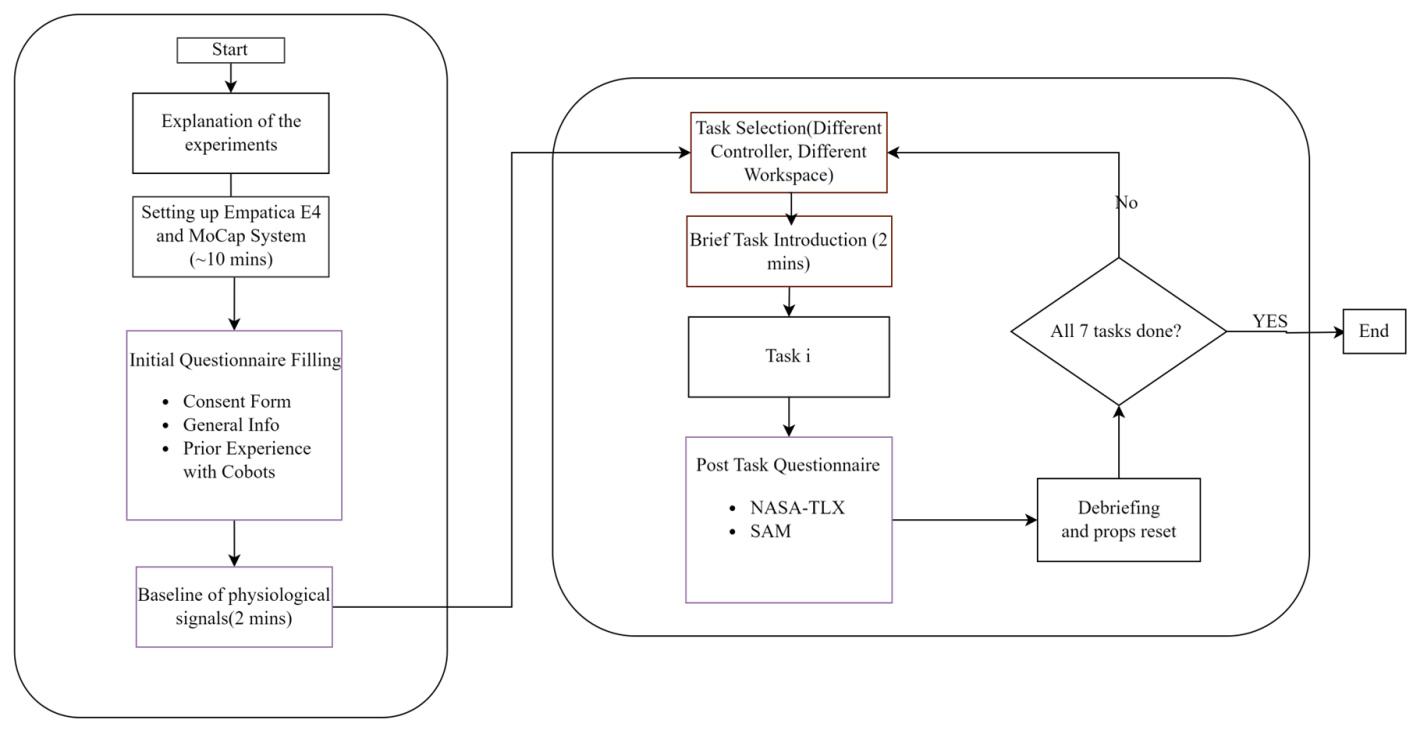 Start
Explanation of the
experiments
Setting up Empatica E4
and MoCap System
(~10 mins)
Initial Questionnaire Filling
• Consent Form
• General Info
• Prior Experience
with Cobots
Baseline of physiological
signals(2 mins)
Task Selection(Different
Controller, Different
Workspace)
Brief Task Introduction (2
mins)
Task i
Post Task Questionnaire
• NASA-TLX
• SAM
Debriefing
and props reset
All 7 tasks done?
No
YES
End